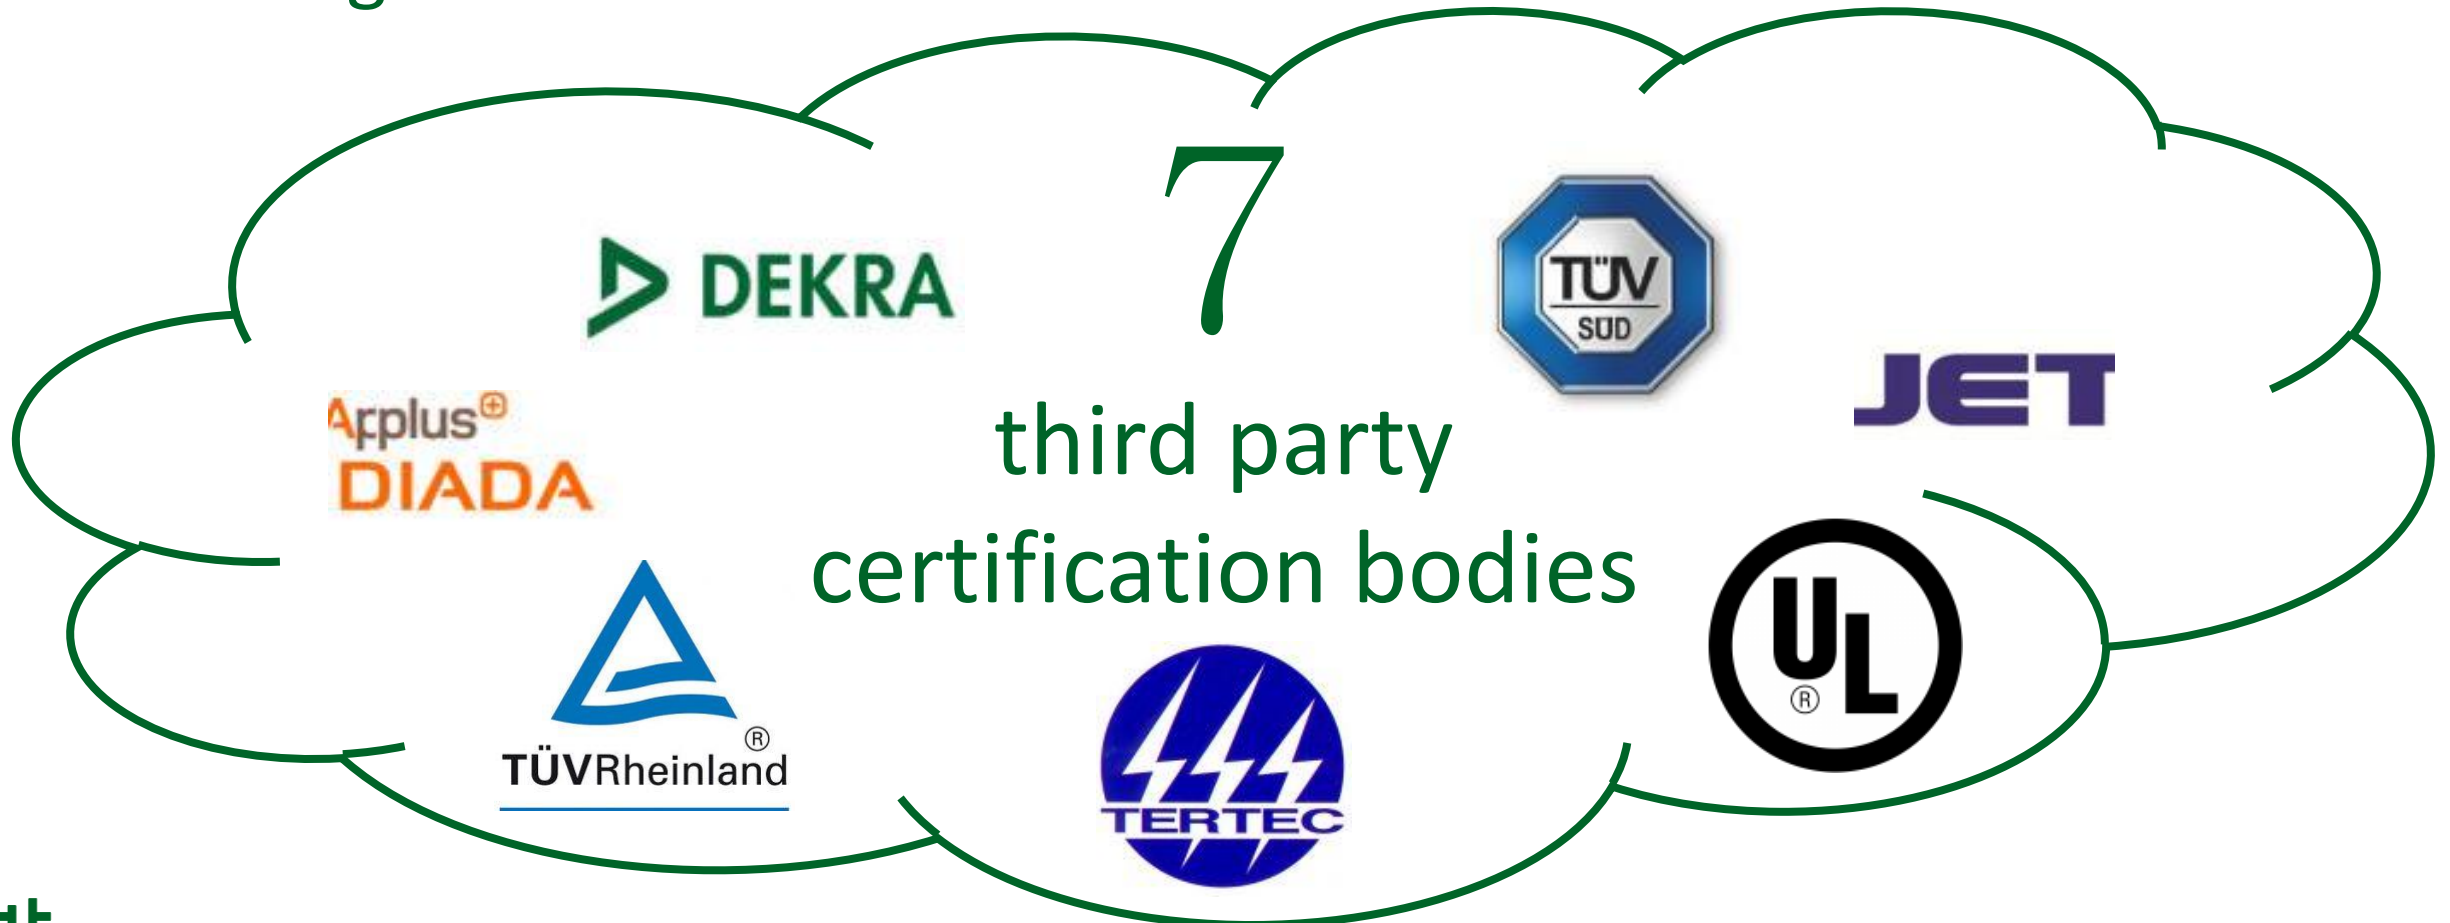 7
DEKRA
TÜV
SÜD
JET
Applus+
DIADA
third party
certification bodies
UL
®
®
TÜVRheinland
TERTEC